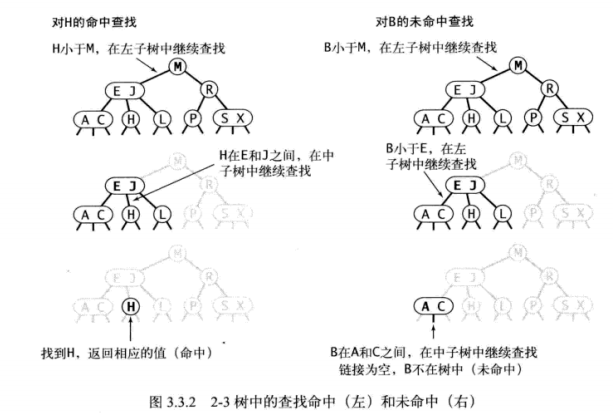 对H的命中查找
H小于M，在左子树中继续查找
M
E J
R
A C H L P S X
H在E和J之间，在中
子树中继续查找
M
E J
R
A C H L P S X
M
E J
R
A C H L P S X
找到H，返回相应的值（命中）
对B的未命中查找
B小于M，在左子树中继续查找
M
E J
R
A C H L P S X
B小于E，在左
子树中继续查找
M
E J
R
A C H L P S X
M
E J
R
A C H L P S X
B在A和C之间，在中子树中继续查找
链接为空，B不在树中（未命中）
图 3.3.2 2-3 树中的查找命中（左）和未命中（右）